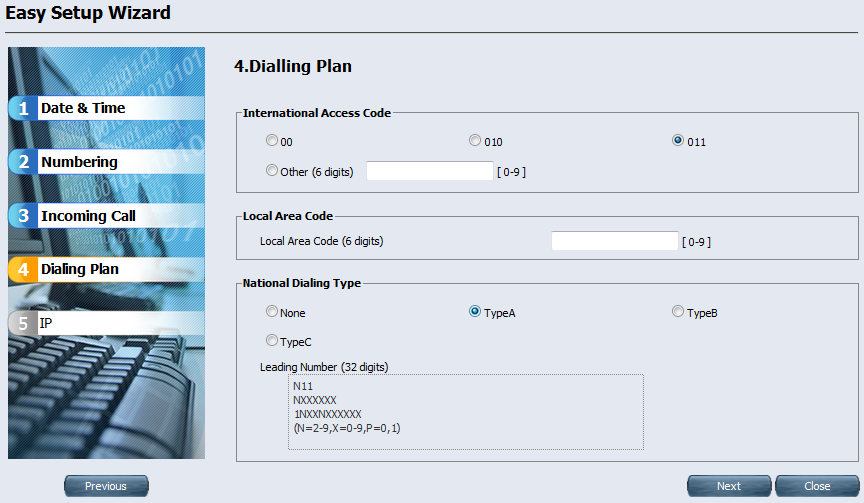 Easy Setup Wizard
1 Date & Time
2 Numbering
3 Incoming Call
4 Dialing Plan
5 IP
4.Dialling Plan
International Access Code
00 010 011
Other (6 digits) [ 0-9 ]
Local Area Code
Local Area Code (6 digits) [ 0-9 ]
National Dialing Type
None TypeA TypeB
TypeC
Leading Number (32 digits)
N11
NXXXXXX
1NXXNXXXXXX
(N=2-9,X=0-9,P=0,1)
Previous Next Close